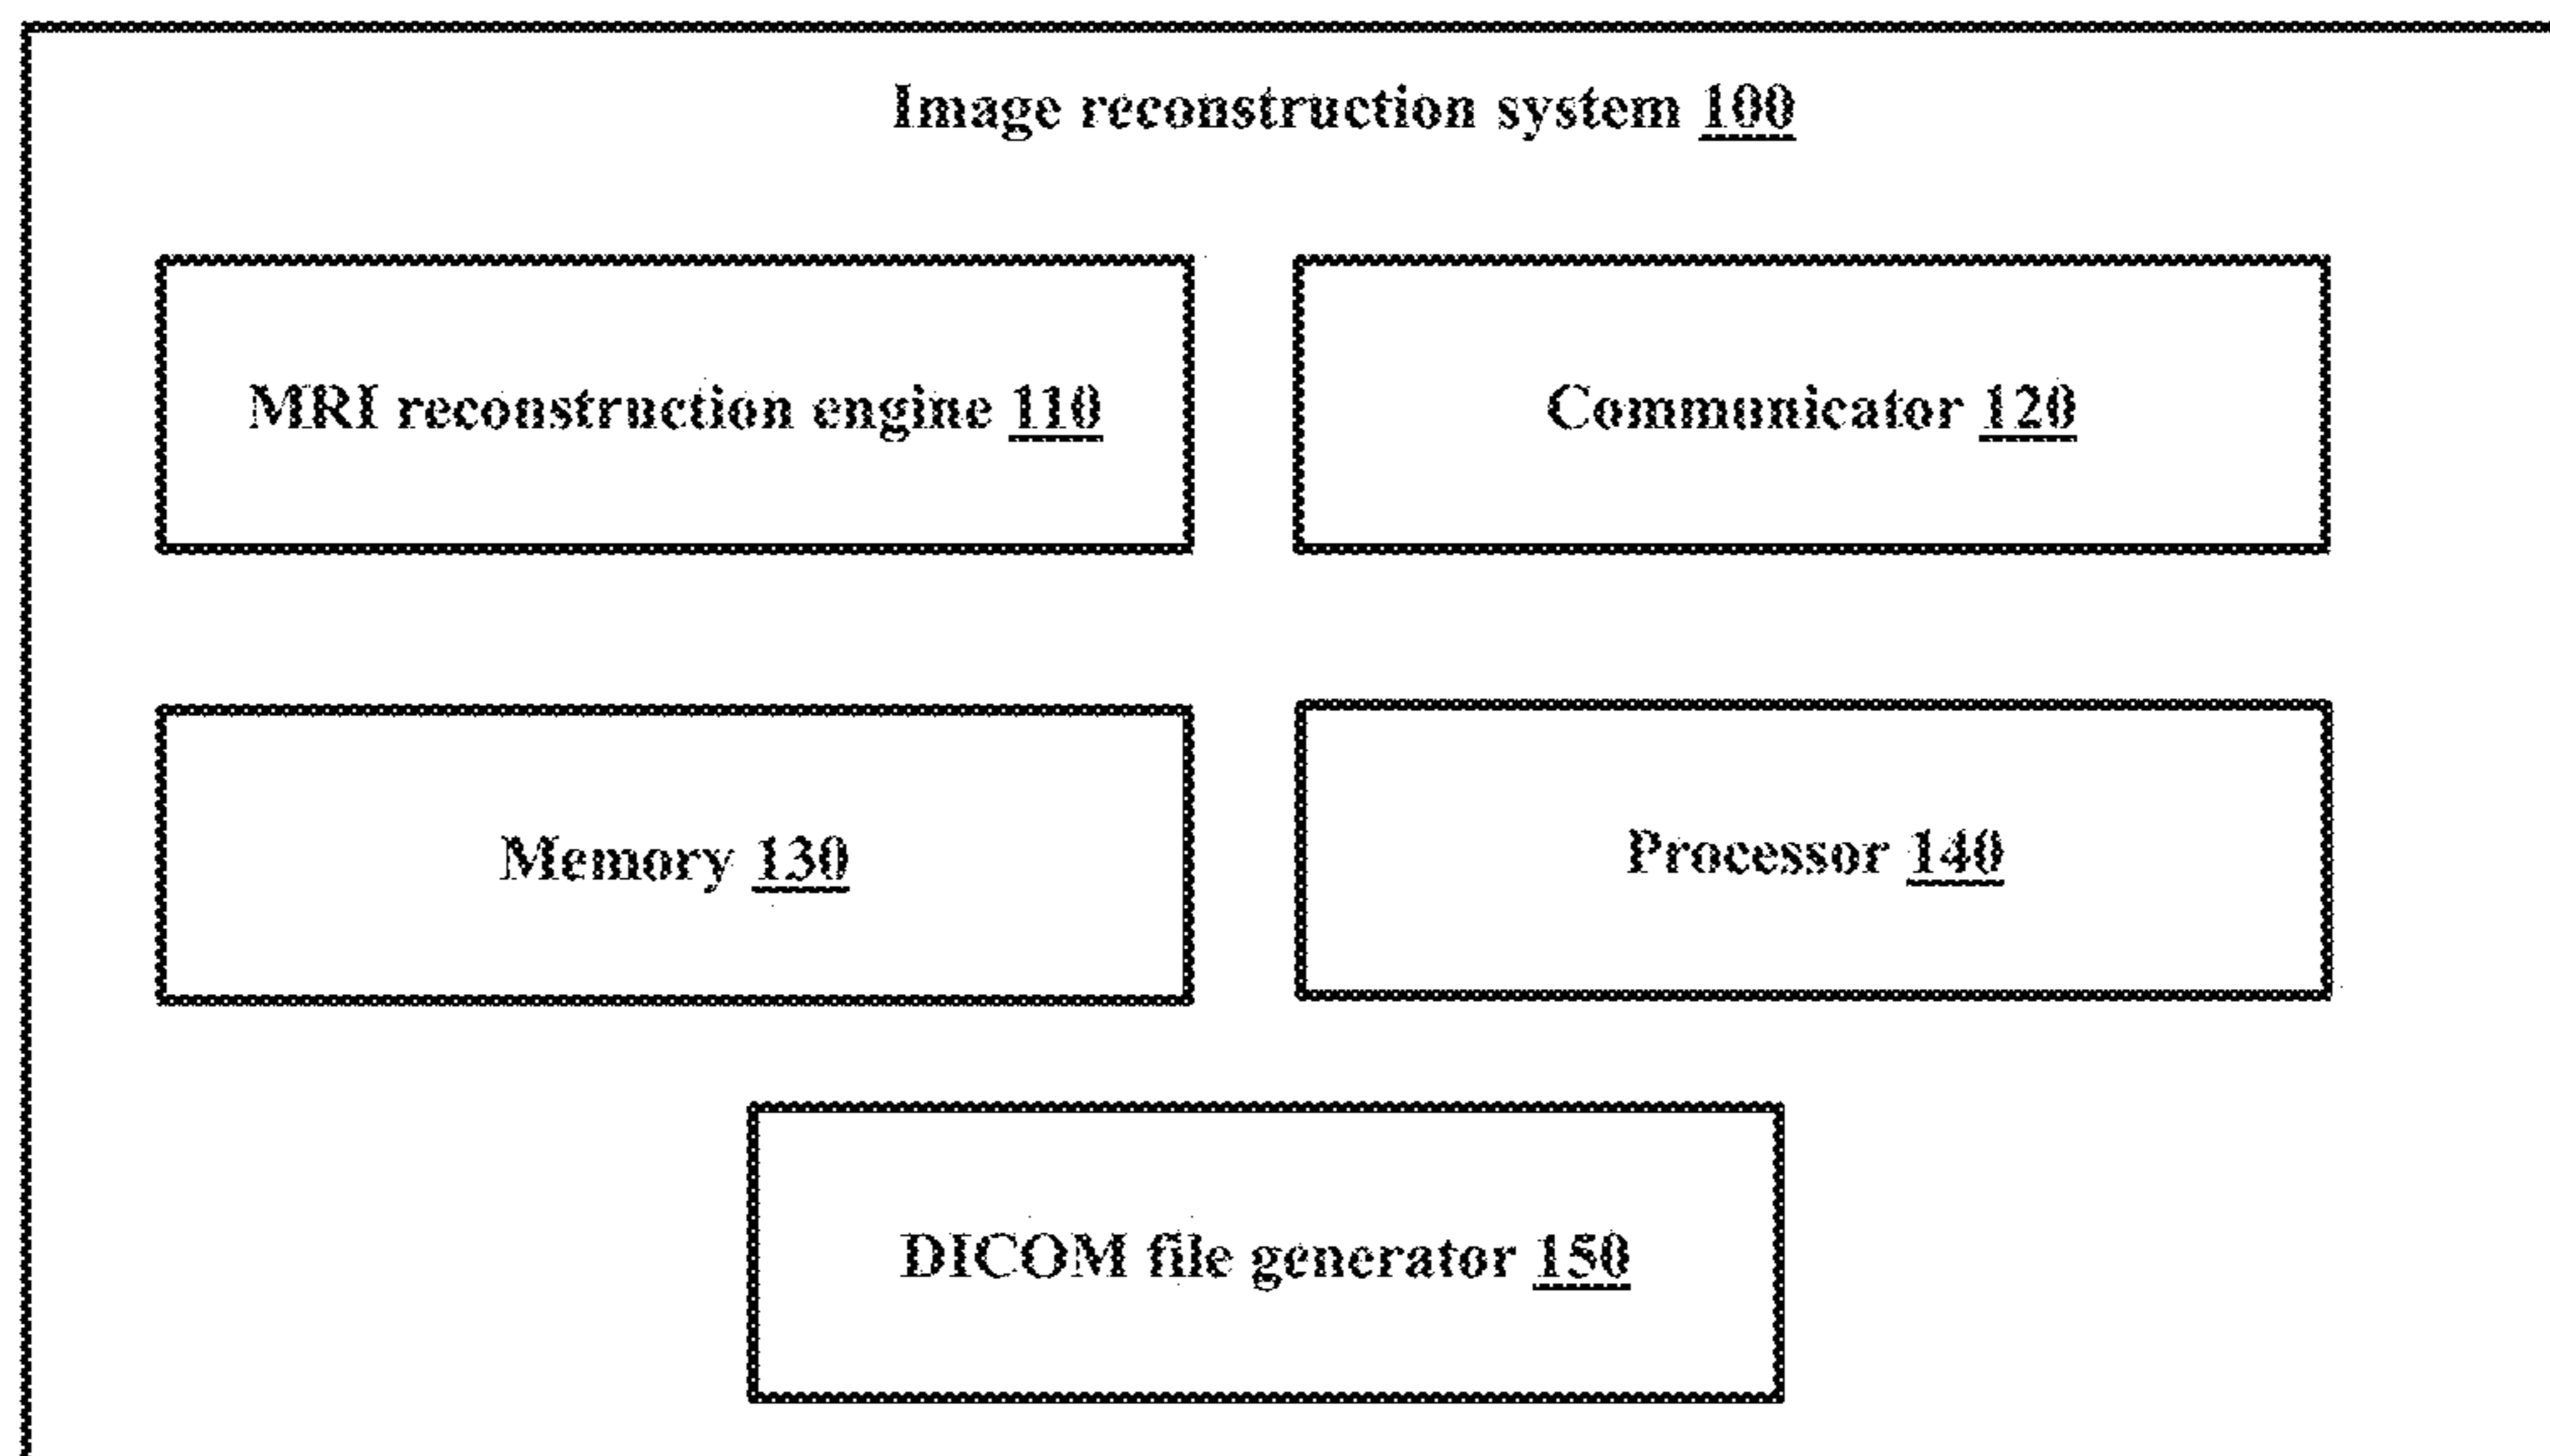 Image reconstruction system 100
MRI reconstruction engine 110
Communicator 120
Memory 130
Processor 140
DICOM file generator 150